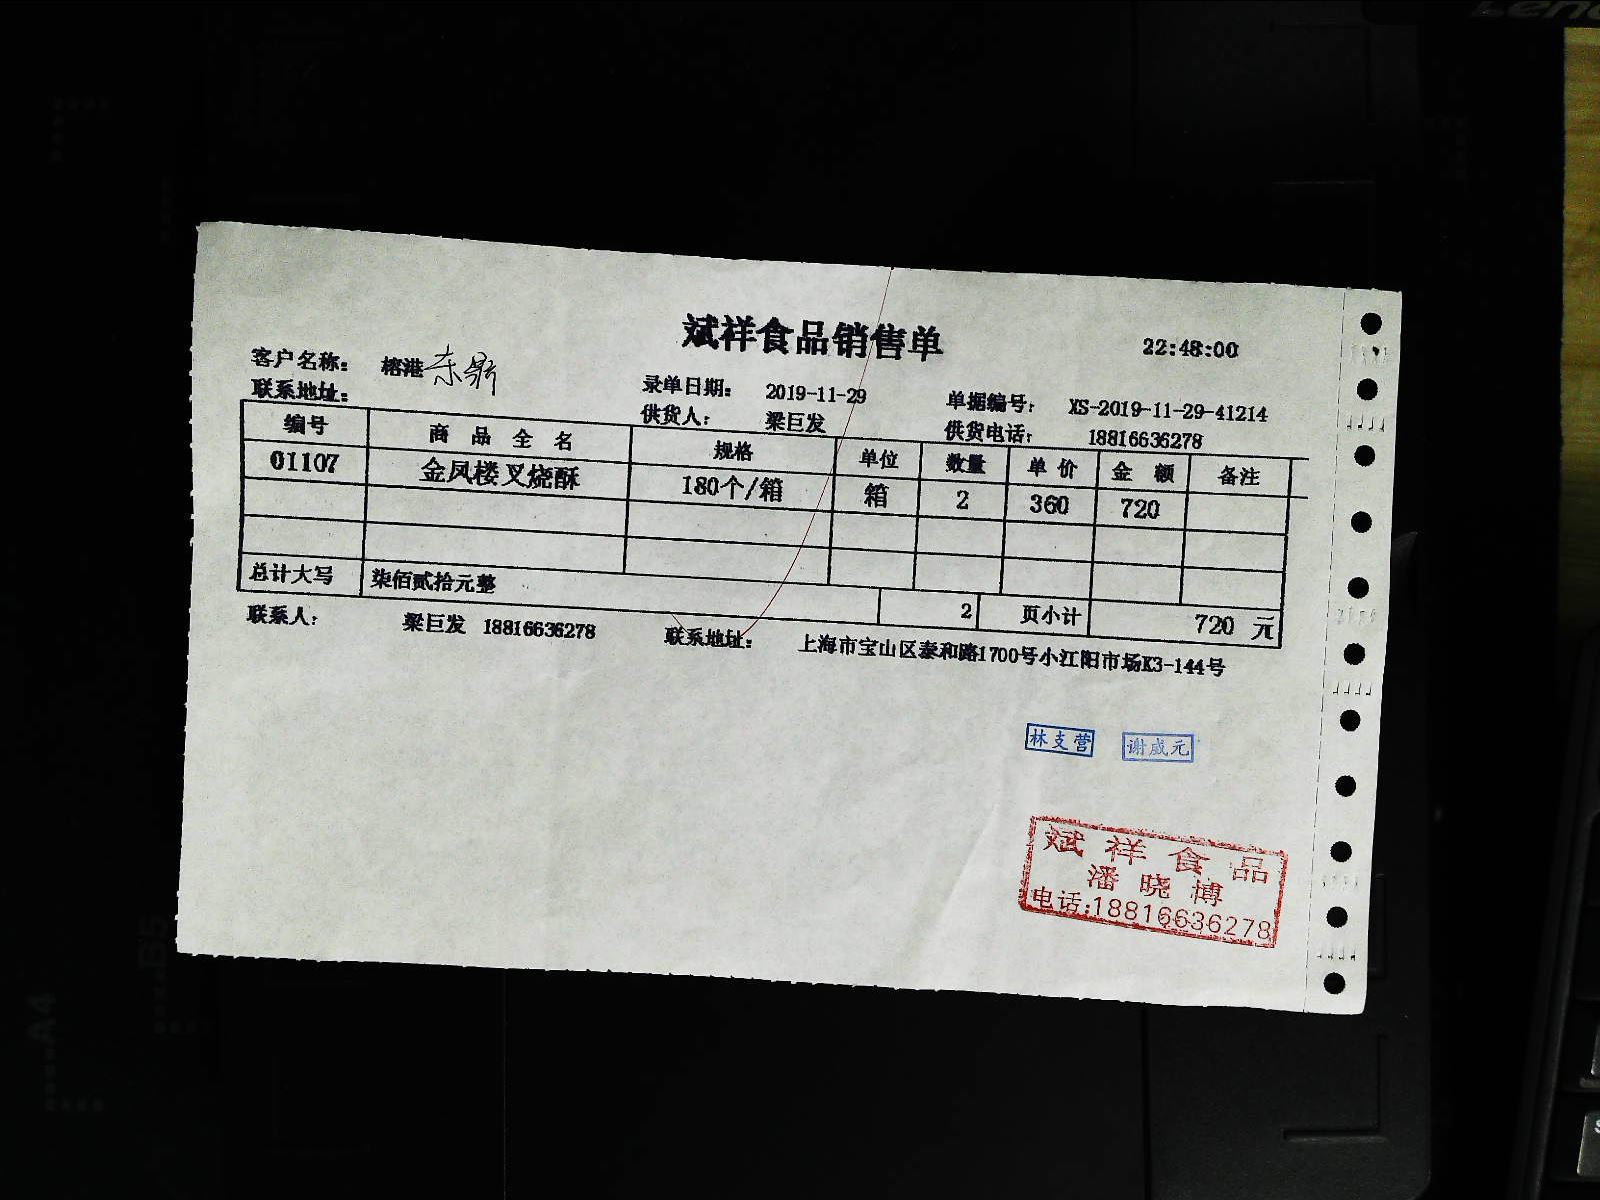 斌祥食品销售单
22:48:00
客户名称: 榕港东鼎
录单日期: 2019-11-29
单据编号: XS-2019-11-29-41214
联系地址:
供货人: 梁巨发
供货电话: 18816636278
编号 商品全名 规格 单位 数量 单价 金额 备注
01107 金凤楼叉烧酥 180个/箱 箱 2 360 720
总计大写 柒佰贰拾元整 2 页小计 720 元
联系人: 梁巨发 18816636278 联系地址: 上海市宝山区泰和路1700号小江阳市场K3-144号
林支营 谢咸元
斌祥食品
潘晓博
电话:18816636278
A4
B5